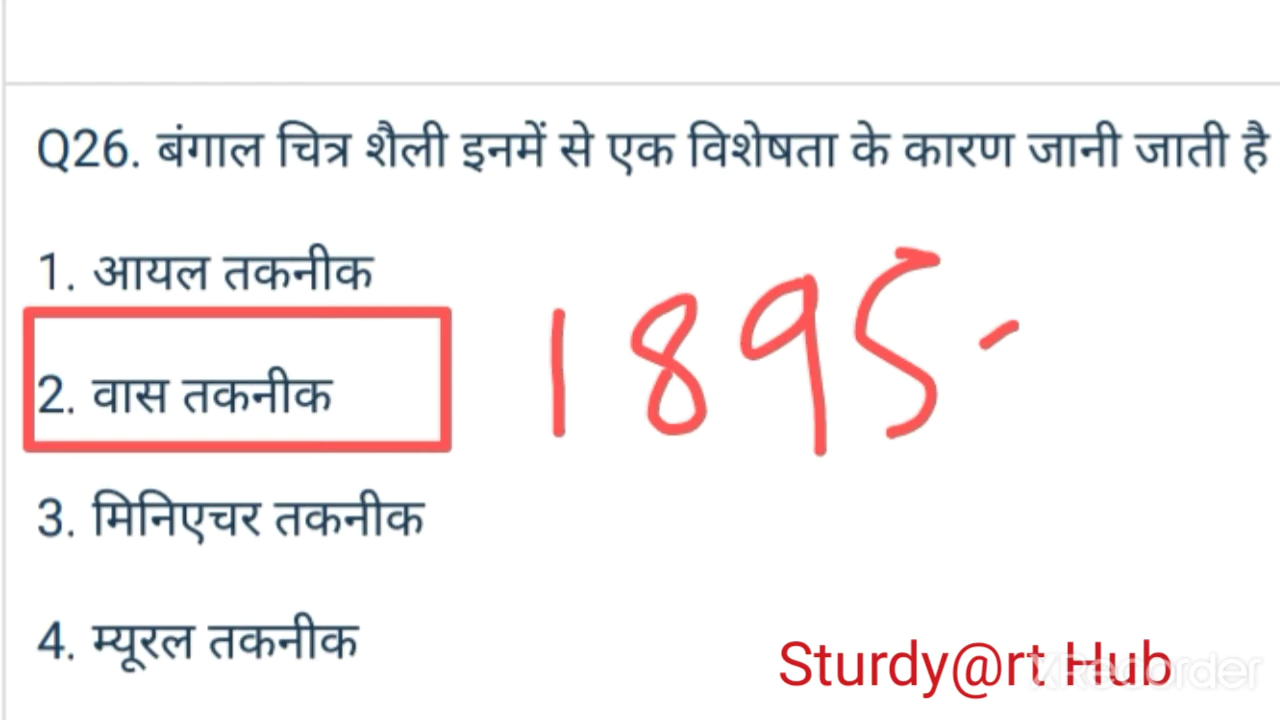 Q26. बंगाल चित्र शैली इनमें से एक विशेषता के कारण जानी जाती है
1. आयल तकनीक
2. वास तकनीक
1895-
3. मिनिएचर तकनीक
4. म्यूरल तकनीक
Sturdy@rt Hub
XRecorder